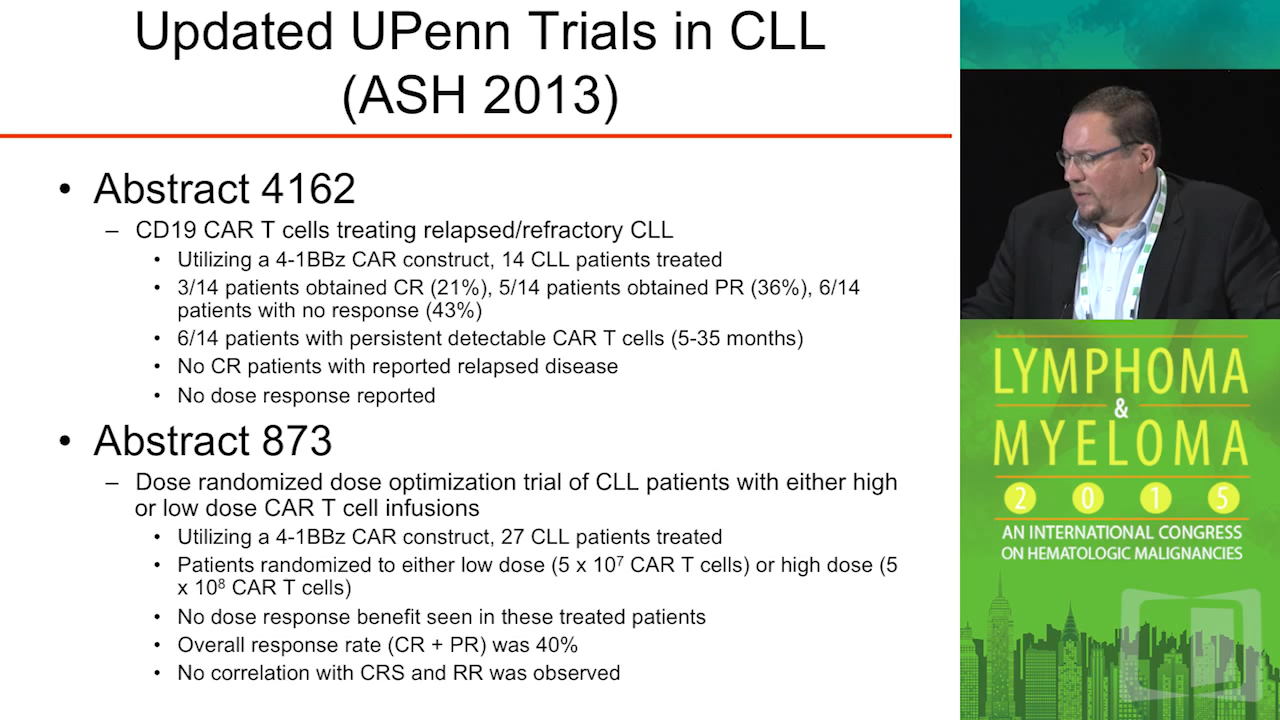 Updated UPenn Trials in CLL
(ASH 2013)
• Abstract 4162
– CD19 CAR T cells treating relapsed/refractory CLL
• Utilizing a 4-1BBz CAR construct, 14 CLL patients treated
• 3/14 patients obtained CR (21%), 5/14 patients obtained PR (36%), 6/14
patients with no response (43%)
• 6/14 patients with persistent detectable CAR T cells (5-35 months)
• No CR patients with reported relapsed disease
• No dose response reported
• Abstract 873
– Dose randomized dose optimization trial of CLL patients with either high
or low dose CAR T cell infusions
• Utilizing a 4-1BBz CAR construct, 27 CLL patients treated
• Patients randomized to either low dose (5 x 10⁷ CAR T cells) or high dose (5
x 10⁸ CAR T cells)
• No dose response benefit seen in these treated patients
• Overall response rate (CR + PR) was 40%
• No correlation with CRS and RR was observed
LYMPHOMA
&
MYELOMA
2015
AN INTERNATIONAL CONGRESS
ON HEMATOLOGIC MALIGNANCIES